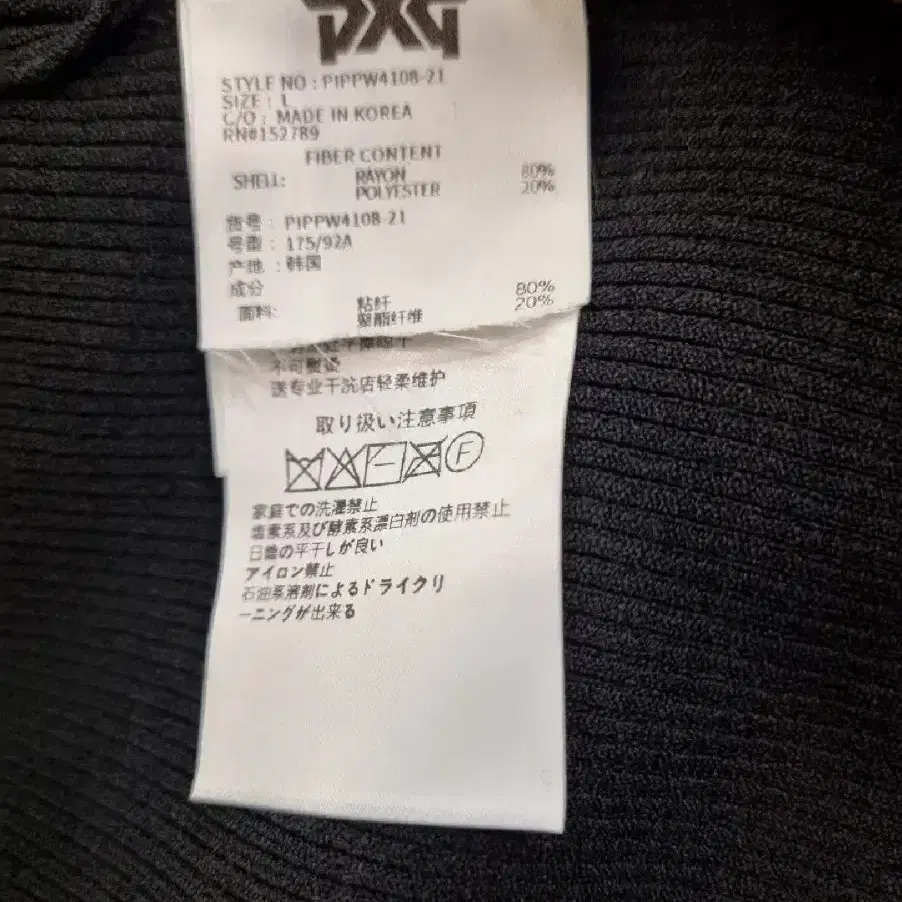 PXG
STYLE NO : PIPPW4108-21
SIZE : L
C/O : MADE IN KOREA
RN#152789
FIBER CONTENT
SHELL: RAYON 80%
POLYESTER 20%
货号 : PIPPW4108-21
号型 : 175/92A
产地 : 韩国
成分
面料: 粘纤 80%
聚酯纤维 20%
不可熨烫
送专业干洗店轻柔维护
取り扱い注意事項
F
家庭での洗濯禁止
塩素系及び酵素系漂白剤の使用禁止
日陰の平干しが良い
アイロン禁止
石油系溶剤によるドライクリ
ーニングが出来る